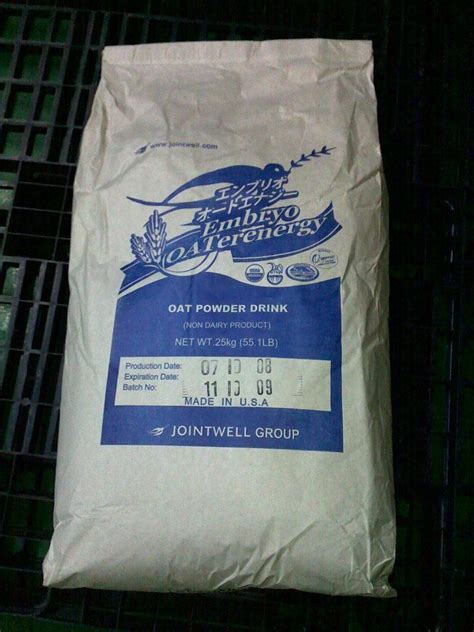 www.jointwell.com
エンブリオ
オードエナジー
Embryo
OATerenergy
OAT POWDER DRINK
(NON DAIRY PRODUCT)
NET WT.25kg (55.1LB)
Production Date: 07 10 08
Expiration Date:
Batch No: 11 10 09
MADE IN U.S.A
JOINTWELL GROUP